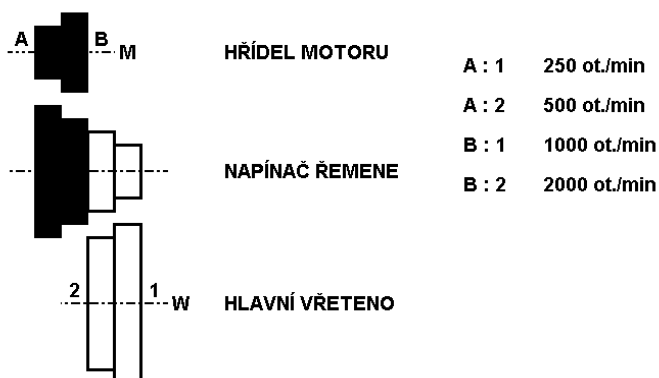 A B M HŘÍDEL MOTORU
A : 1 250 ot./min
A : 2 500 ot./min
B : 1 1000 ot./min
B : 2 2000 ot./min
NAPÍNAČ ŘEMENE
2 1 W HLAVNÍ VŘETENO